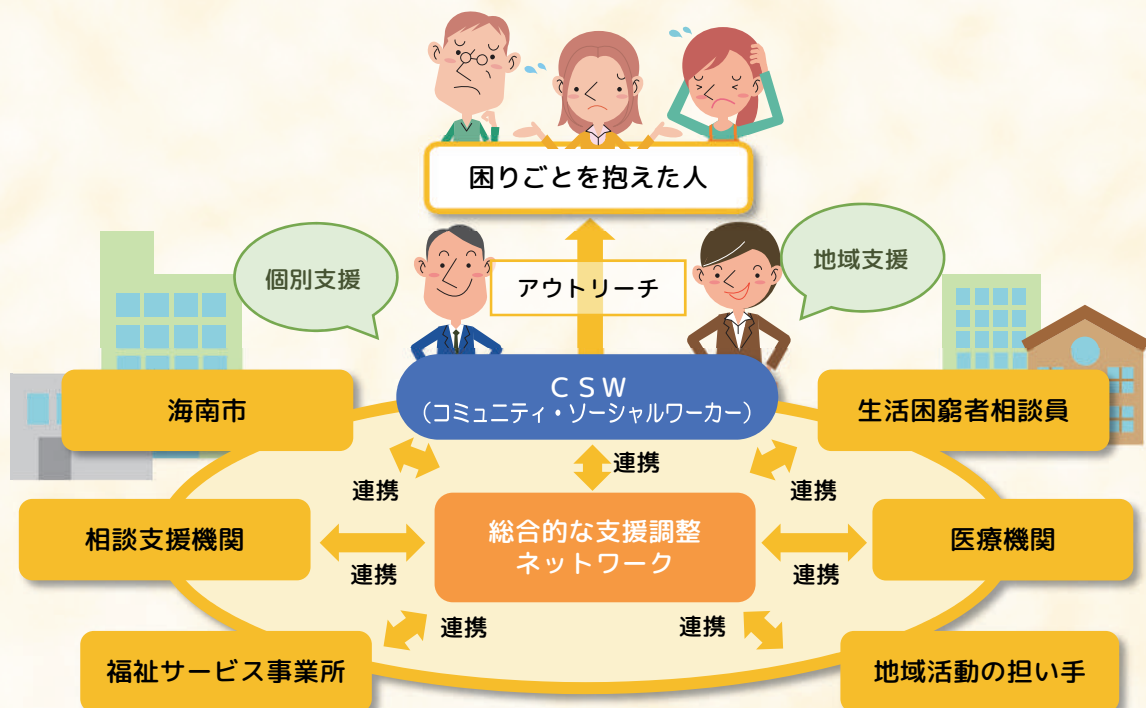 困りごとを抱えた人
個別支援
アウトリーチ
地域支援
CSW
(コミュニティ・ソーシャルワーカー)
海南市
生活困窮者相談員
連携
連携
連携
相談支援機関
総合的な支援調整
ネットワーク
医療機関
連携
連携
連携
連携
福祉サービス事業所
地域活動の担い手